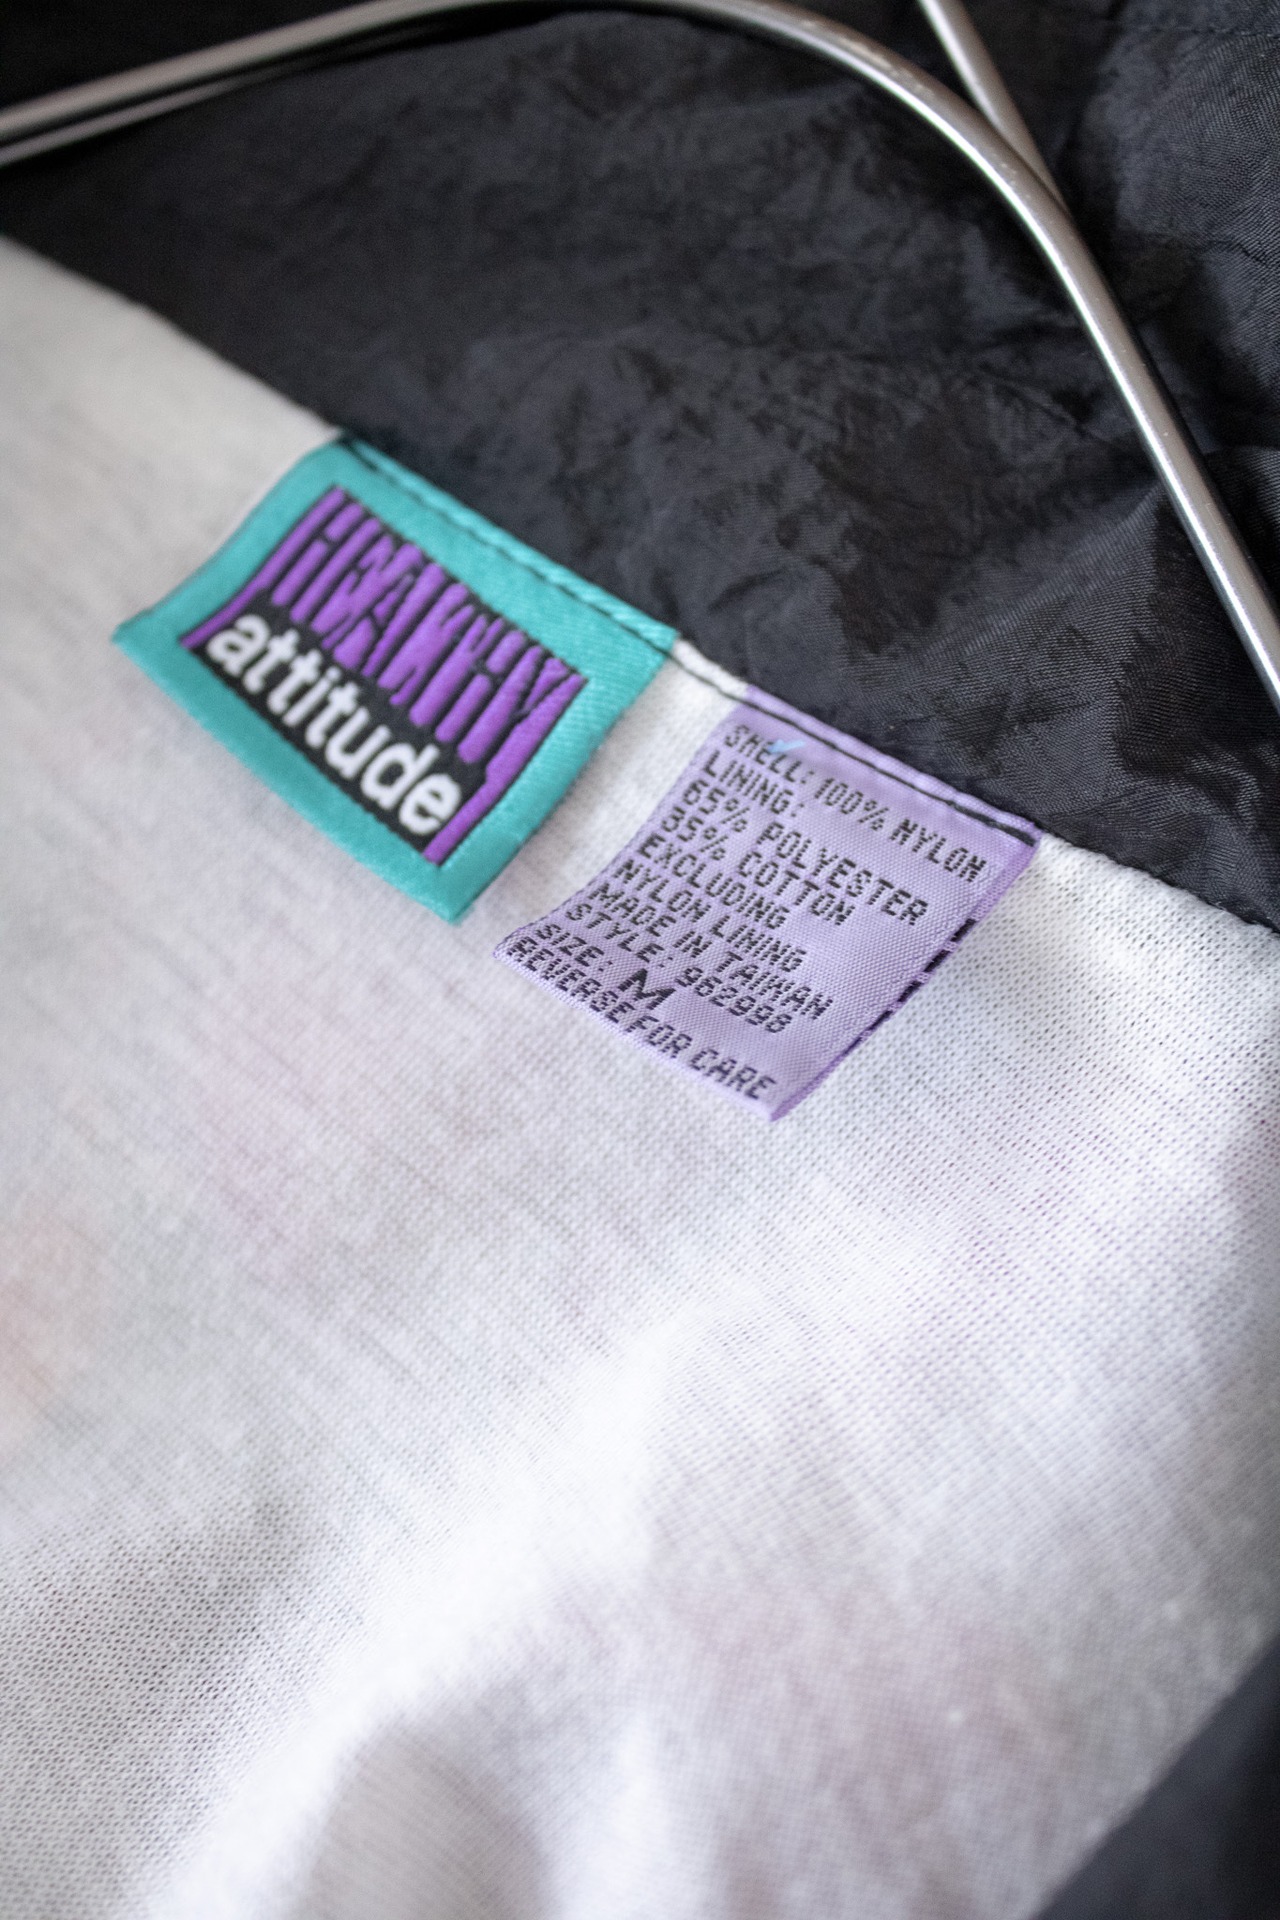 HEALTHY
attitude
SHELL: 100% NYLON
LINING:
65% POLYESTER
35% COTTON
EXCLUDING
NYLON LINING
MADE IN TAIWAN
STYLE: 962998
SIZE: M
REVERSE FOR CARE